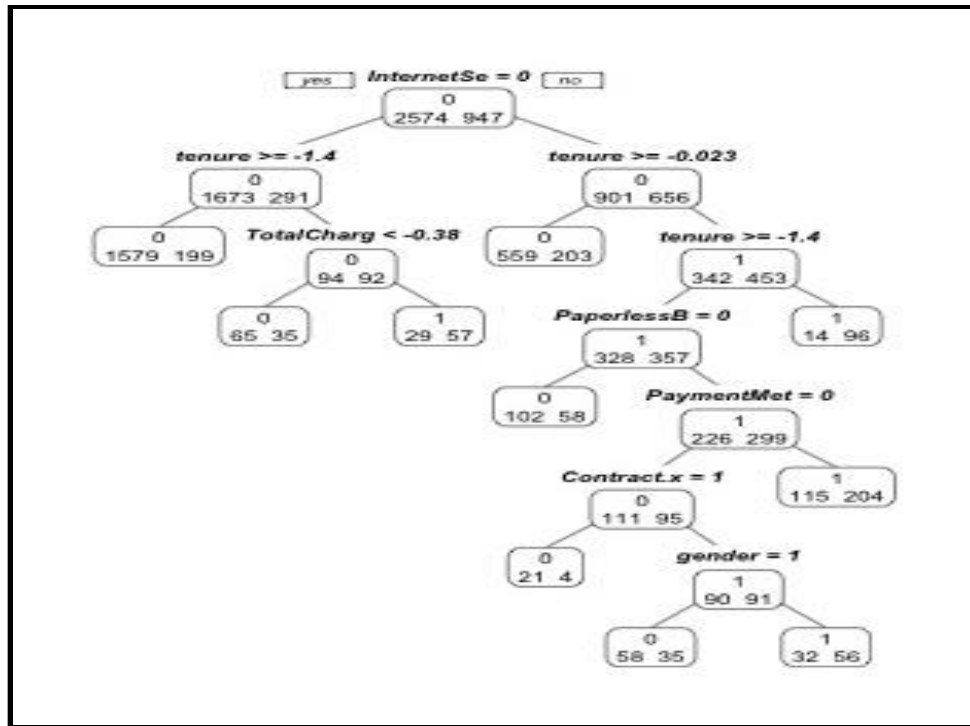 yes InternetSe = 0 no
0
2574 947
tenure >= -1.4 tenure >= -0.023
0 0
1673 291 901 656
0 TotalCharg < -0.38 0 tenure >= -1.4
1579 199 0 559 203 1
94 92 342 453
0 1 PaperlessB = 0 1
65 35 29 57 1 14 96
328 357
0 PaymentMet = 0
102 58 1
226 299
Contract.x = 1 1
0 115 204
111 95
0 gender = 1
21 4 1
90 91
0 1
58 35 32 56